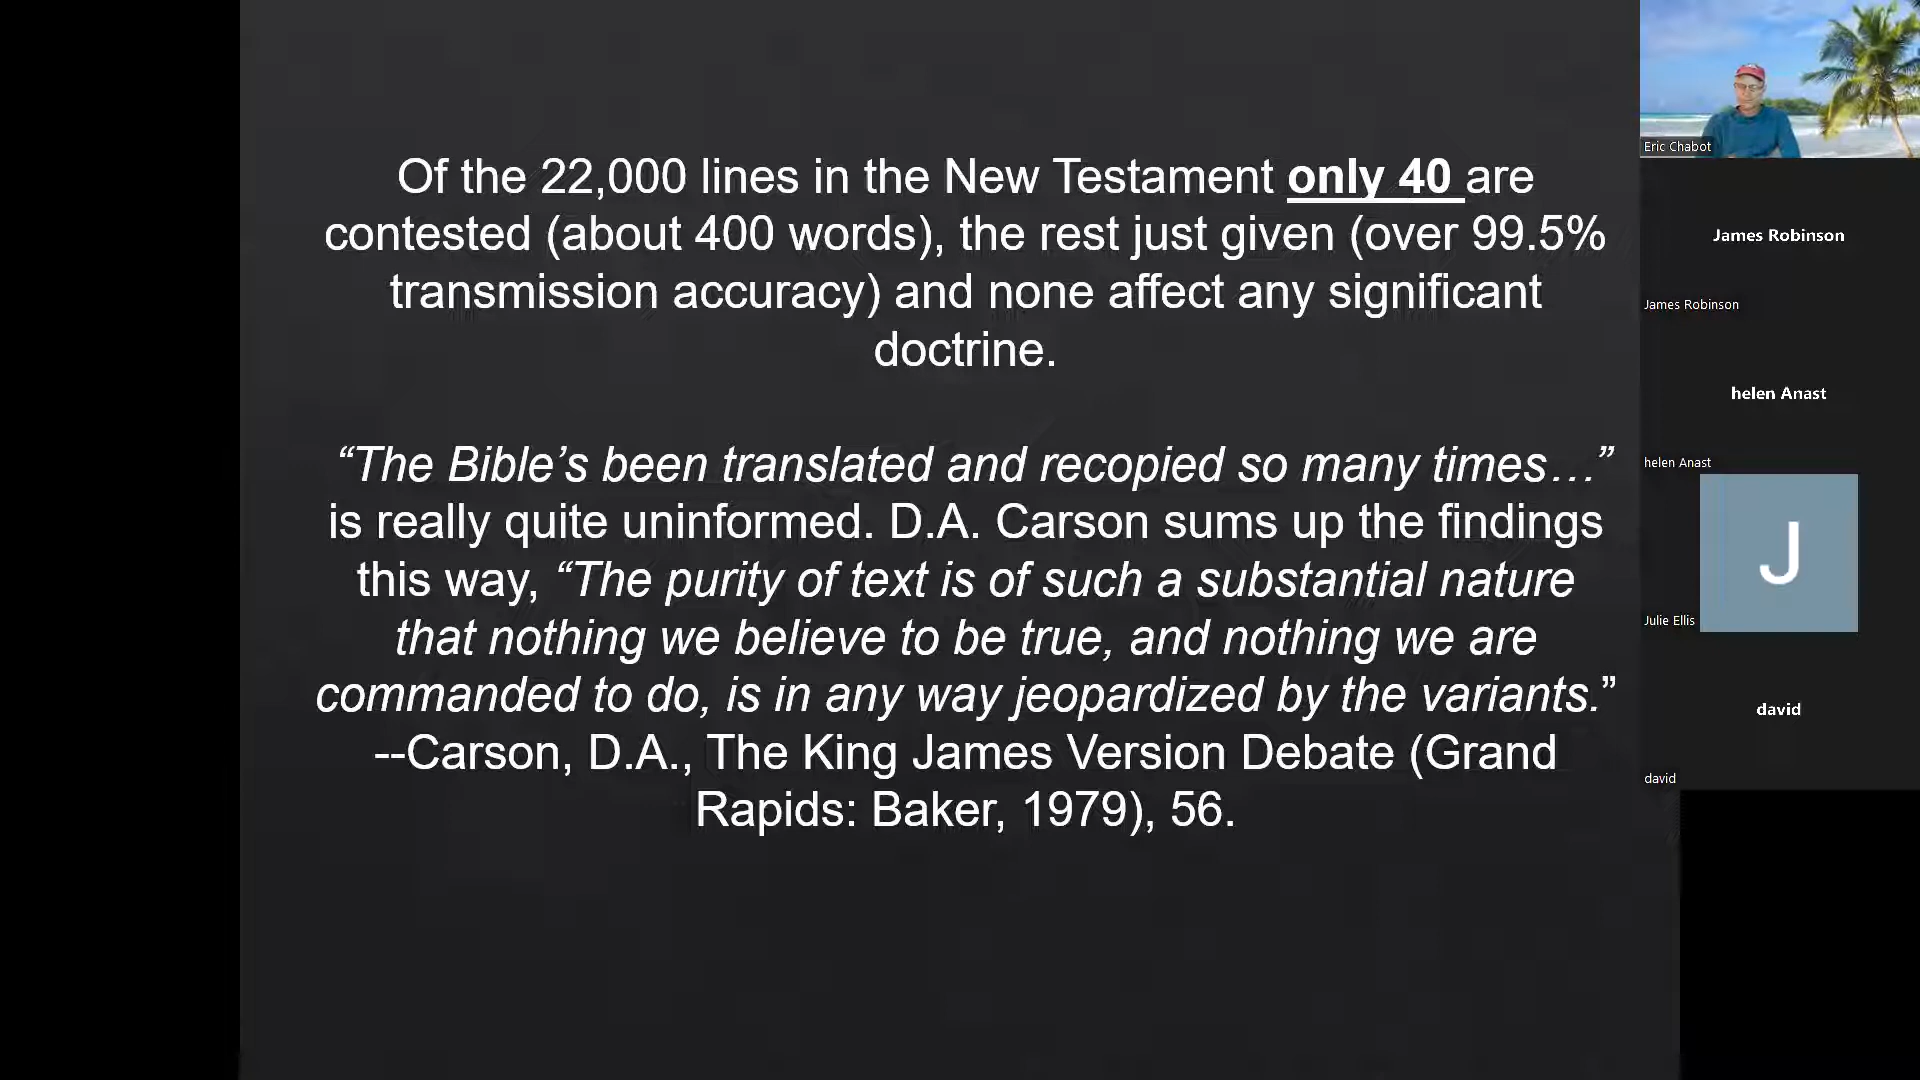 Of the 22,000 lines in the New Testament only 40 are
contested (about 400 words), the rest just given (over 99.5%
transmission accuracy) and none affect any significant
doctrine.
“The Bible’s been translated and recopied so many times…”
is really quite uninformed. D.A. Carson sums up the findings
this way, “The purity of text is of such a substantial nature
that nothing we believe to be true, and nothing we are
commanded to do, is in any way jeopardized by the variants.”
--Carson, D.A., The King James Version Debate (Grand
Rapids: Baker, 1979), 56.
Eric Chabot
James Robinson
James Robinson
helen Anast
helen Anast
J
Julie Ellis
david
david